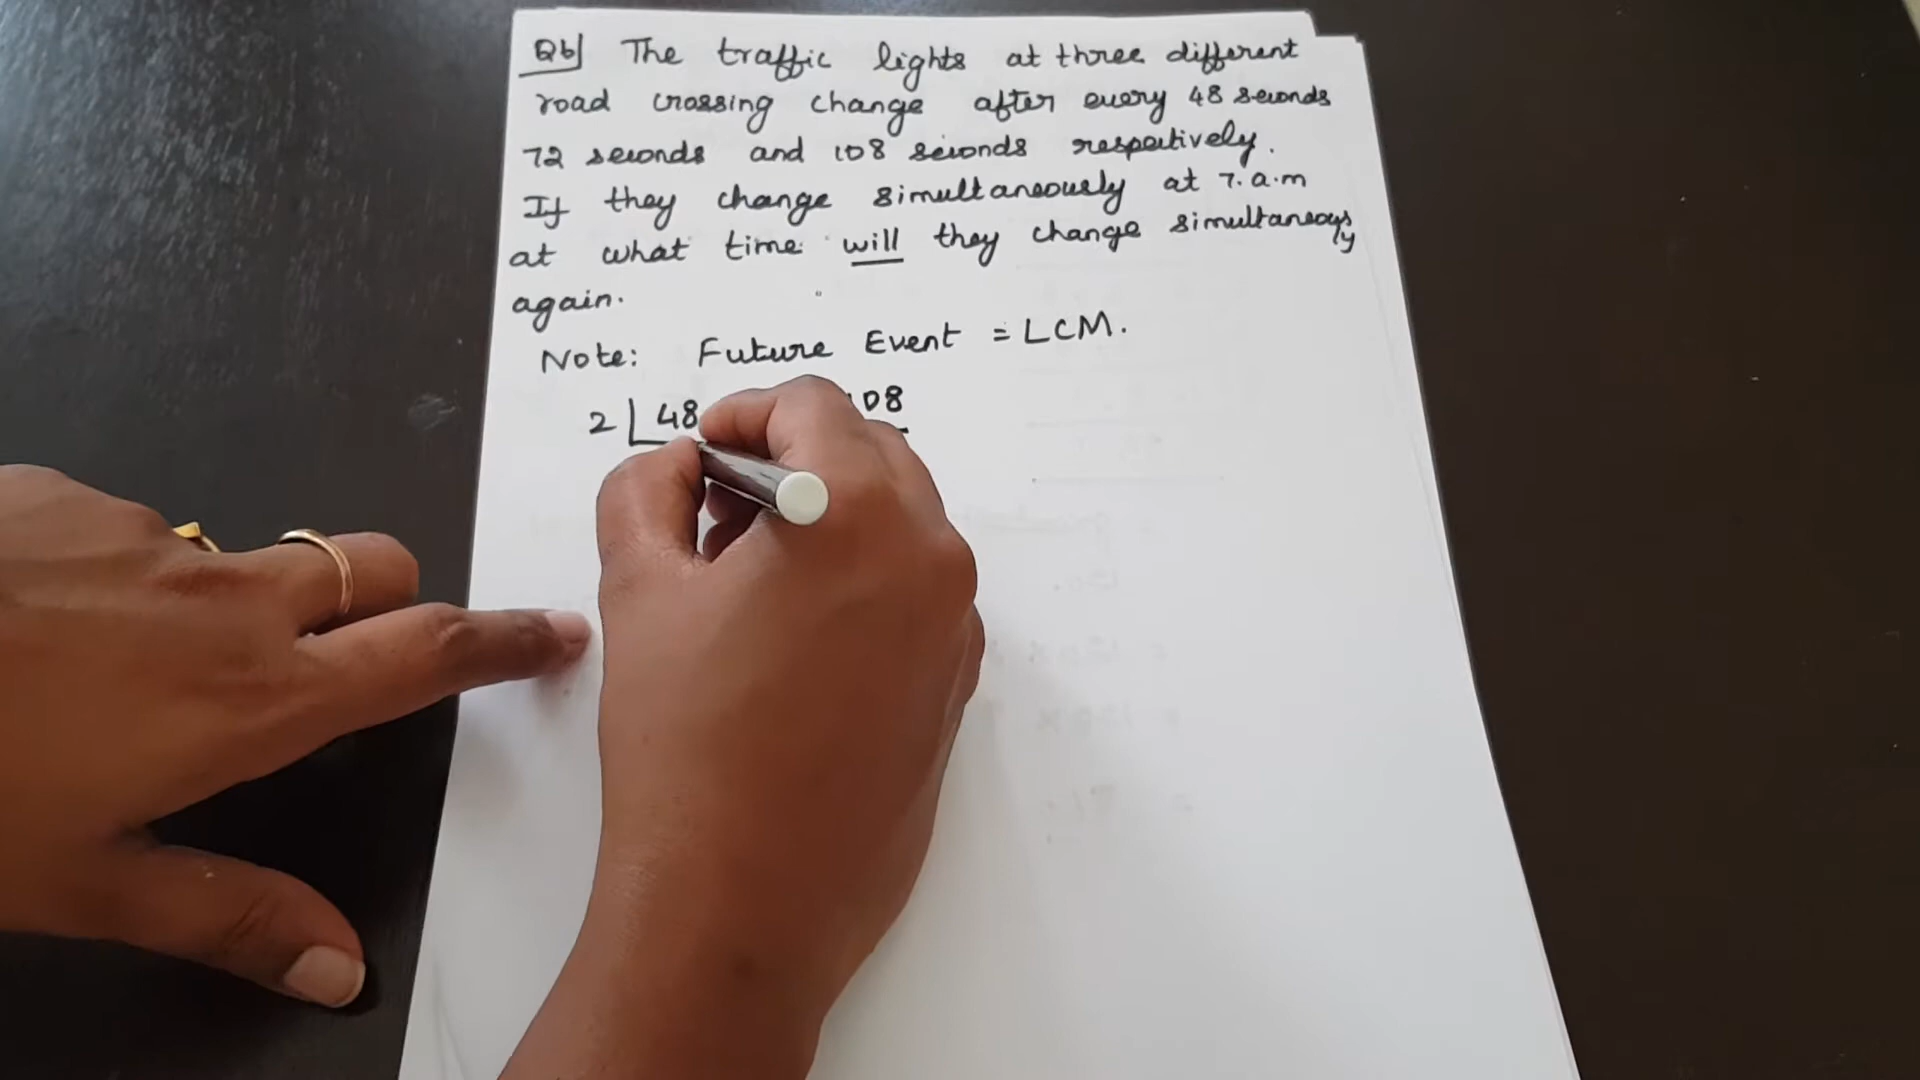 Q6] The traffic lights at three different
road crossing change after every 48 seconds
72 seconds and 108 seconds respectively.
If they change simultaneously at 7.a.m
at what time will they change simultaneously
again.
Note: Future Event = LCM.
2 48 108